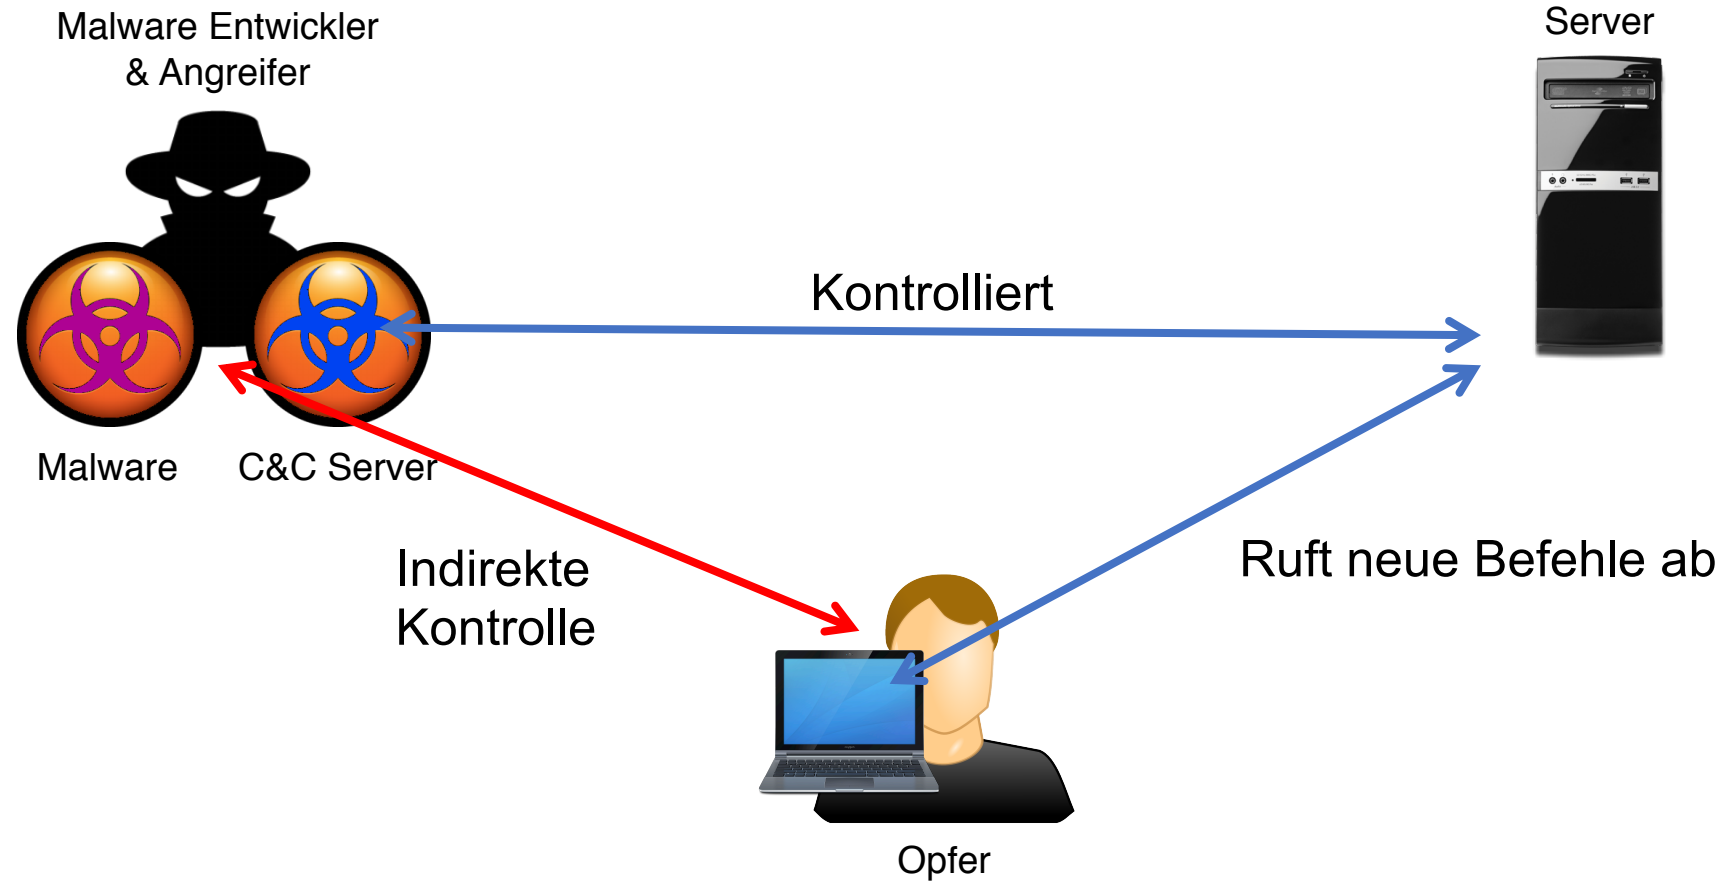 Malware Entwickler
& Angreifer
Server
Kontrolliert
Malware
C&C Server
Indirekte
Kontrolle
Ruft neue Befehle ab
Opfer